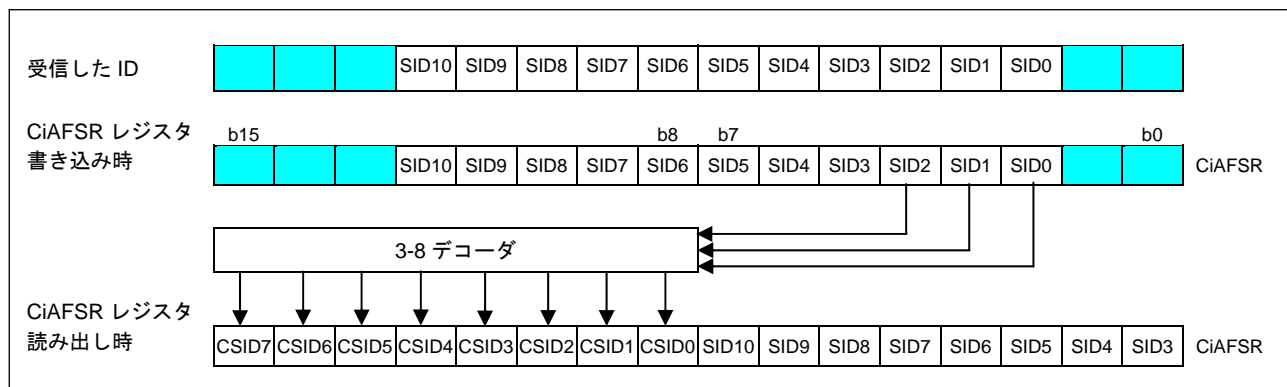 受信した ID
SID10 SID9 SID8 SID7 SID6 SID5 SID4 SID3 SID2 SID1 SID0
CiAFSR レジスタ
書き込み時
b15 b8 b7 b0
SID10 SID9 SID8 SID7 SID6 SID5 SID4 SID3 SID2 SID1 SID0 CiAFSR
3-8 デコーダ
CiAFSR レジスタ
読み出し時
CSID7 CSID6 CSID5 CSID4 CSID3 CSID2 CSID1 CSID0 SID10 SID9 SID8 SID7 SID6 SID5 SID4 SID3 CiAFSR